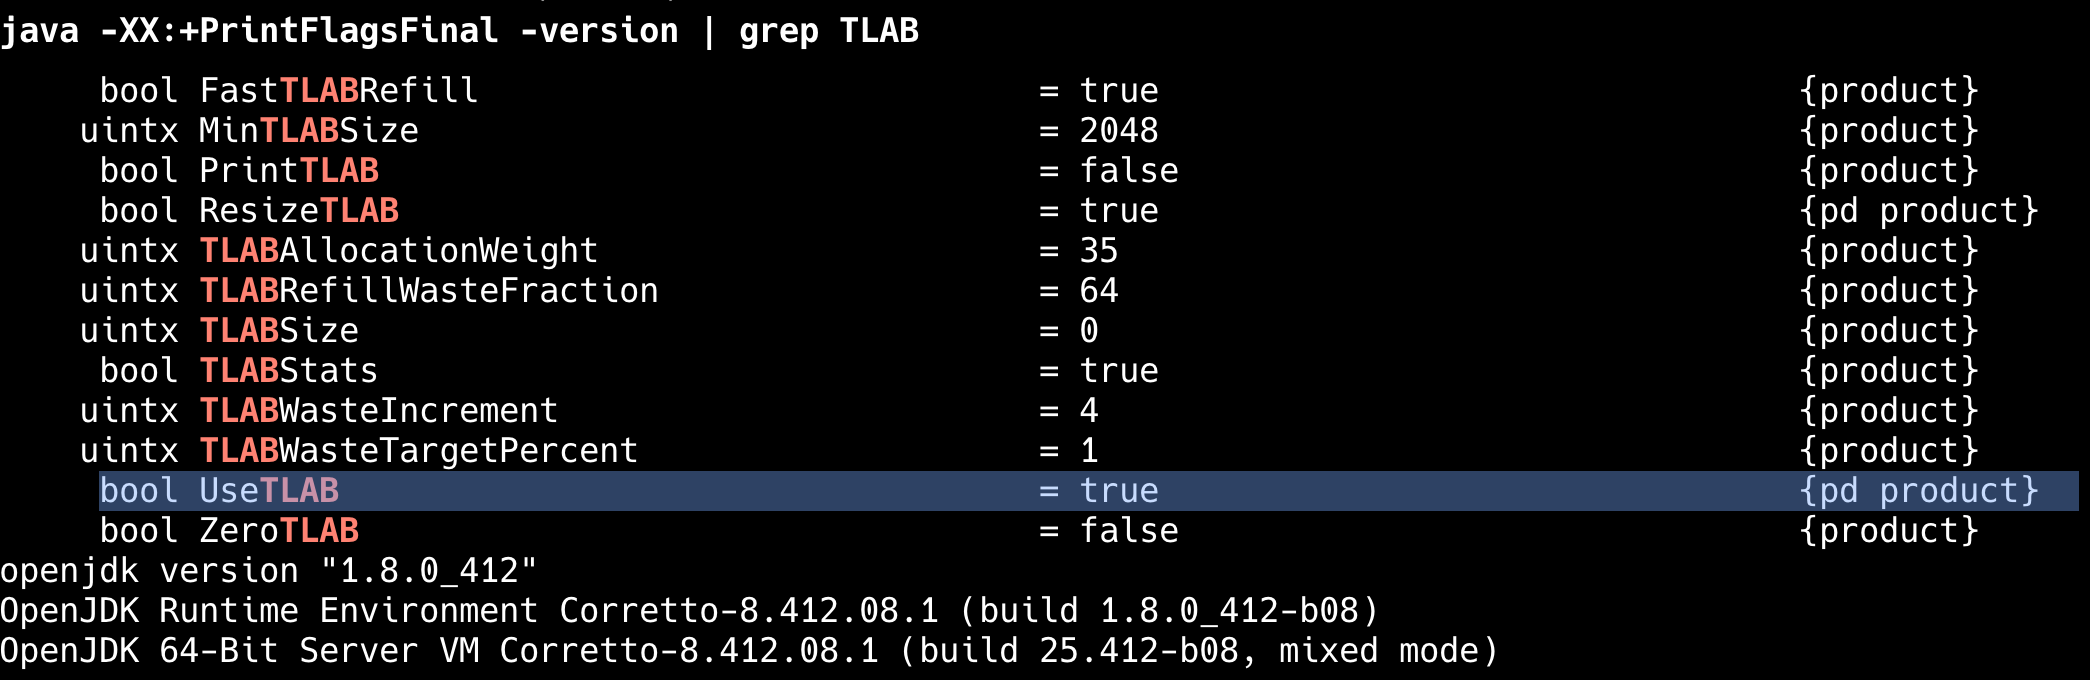 java -XX:+PrintFlagsFinal -version | grep TLAB
bool FastTLABRefill = true {product}
uintx MinTLABSize = 2048 {product}
bool PrintTLAB = false {product}
bool ResizeTLAB = true {pd product}
uintx TLABAllocationWeight = 35 {product}
uintx TLABRefillWasteFraction = 64 {product}
uintx TLABSize = 0 {product}
bool TLABStats = true {product}
uintx TLABWasteIncrement = 4 {product}
uintx TLABWasteTargetPercent = 1 {product}
bool UseTLAB = true {pd product}
bool ZeroTLAB = false {product}
openjdk version "1.8.0_412"
OpenJDK Runtime Environment Corretto-8.412.08.1 (build 1.8.0_412-b08)
OpenJDK 64-Bit Server VM Corretto-8.412.08.1 (build 25.412-b08, mixed mode)